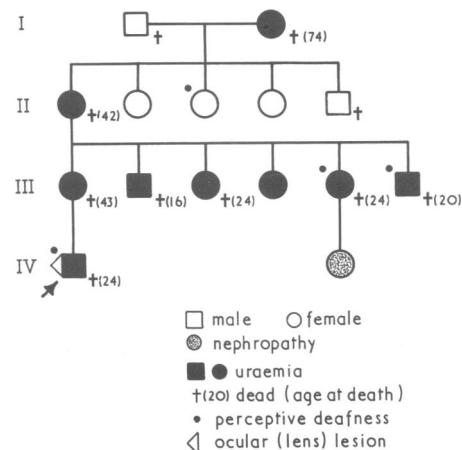 I
† †(74)
II
†(42) †
III
†(43) †(16) †(24) †(24) †(20)
IV
†(24)
male female
nephropathy
uraemia
†(20) dead (age at death)
• perceptive deafness
ocular (lens) lesion